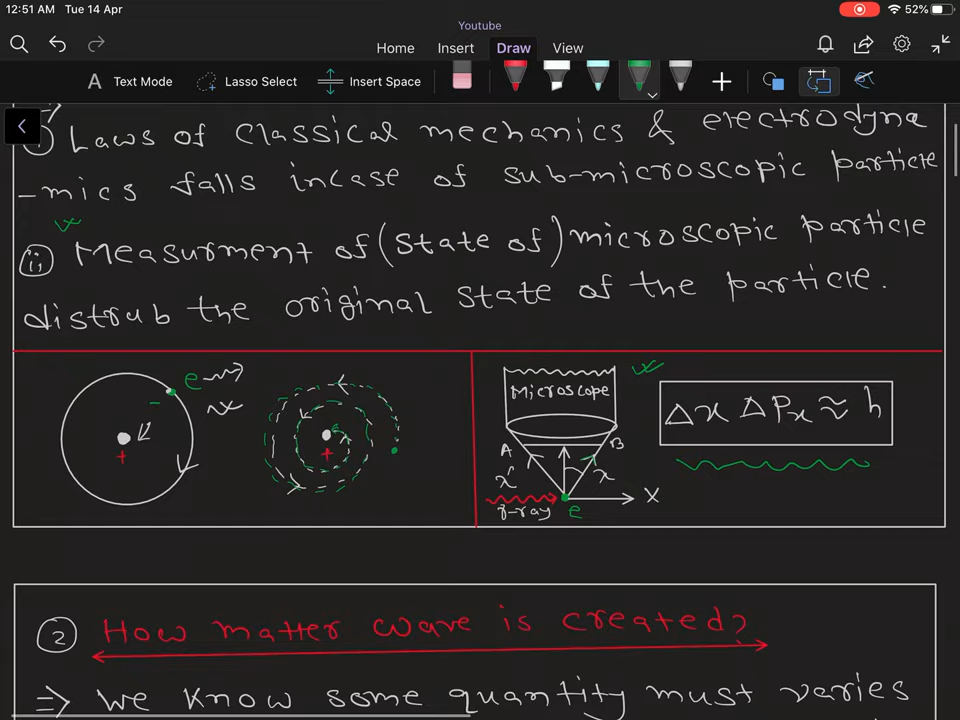 12:51 AM Tue 14 Apr
52%
Youtube
Home Insert Draw View
Text Mode Lasso Select Insert Space
Laws of classical mechanics & electrodyna
-mics falls incase of sub-microscopic particle
(ii) Measurment of (state of) microscopic particle
distrub the original state of the particle.
e
-
+
+
Microscope
Δx ΔPx ≈ h
A B
x' x
γ-ray e X
② How matter wave is created?
⇒ We know some quantity must varies